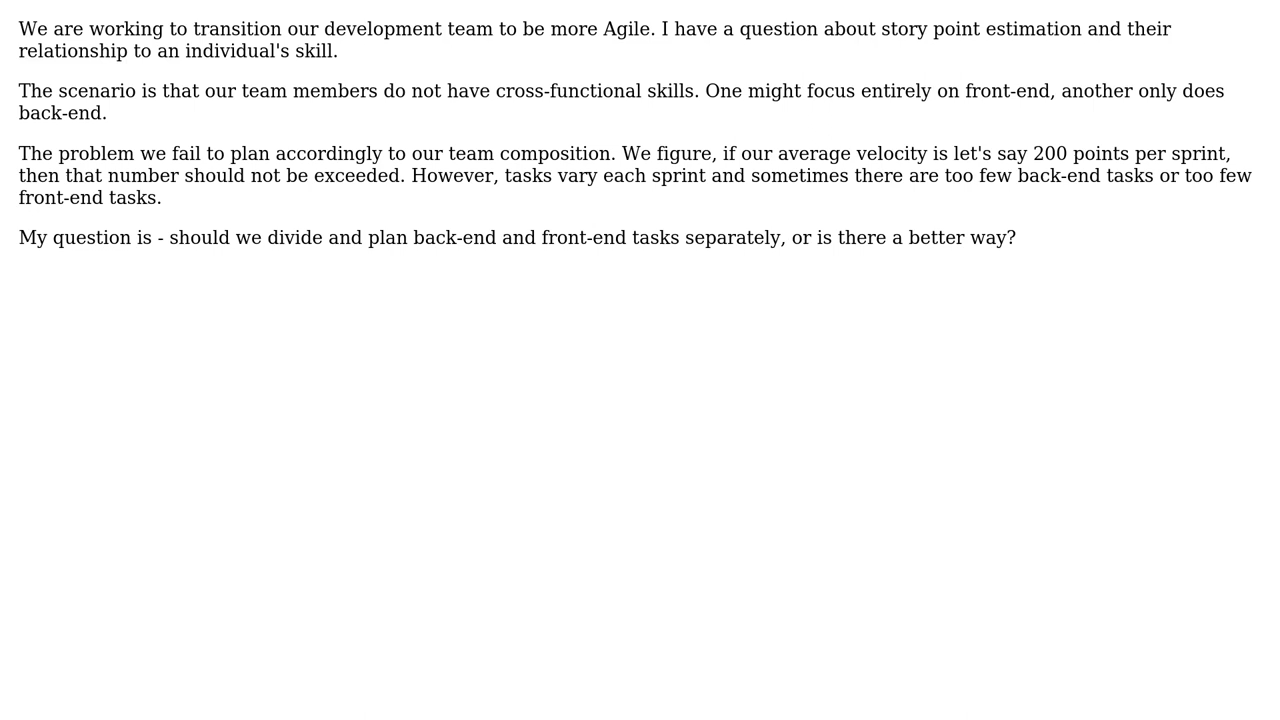 We are working to transition our development team to be more Agile. I have a question about story point estimation and their
relationship to an individual's skill.
The scenario is that our team members do not have cross-functional skills. One might focus entirely on front-end, another only does
back-end.
The problem we fail to plan accordingly to our team composition. We figure, if our average velocity is let's say 200 points per sprint,
then that number should not be exceeded. However, tasks vary each sprint and sometimes there are too few back-end tasks or too few
front-end tasks.
My question is - should we divide and plan back-end and front-end tasks separately, or is there a better way?